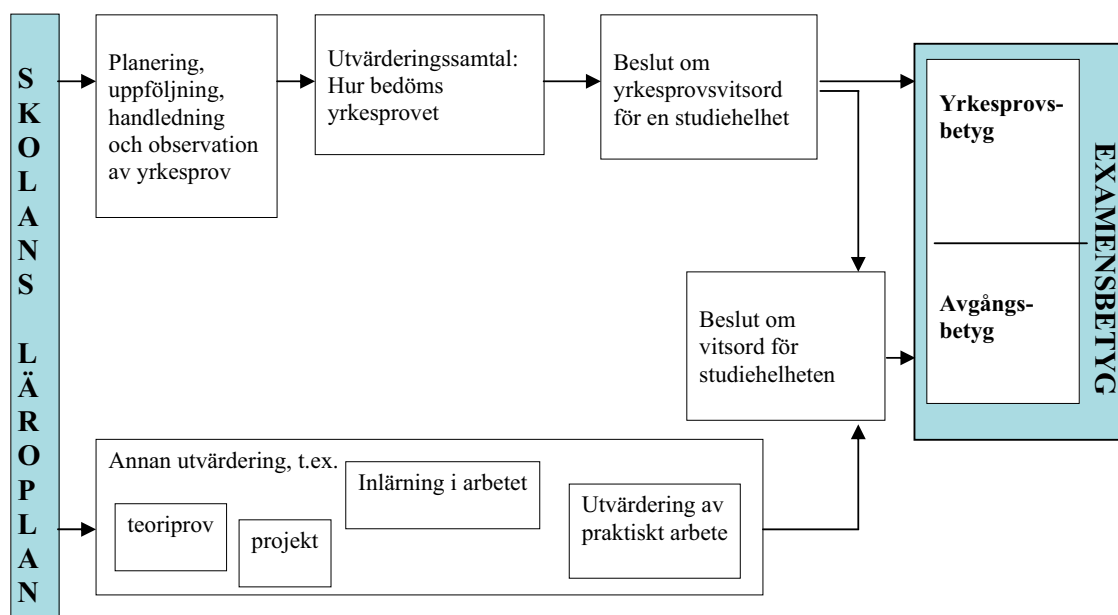 SKOLANS LÄROPLAN
Planering,
uppföljning,
handledning
och observation
av yrkesprov
Utvärderingssamtal:
Hur bedöms
yrkesprovet
Beslut om
yrkesprovsvitsord
för en studiehelhet
Yrkesprovs-
betyg
Avgångs-
betyg
EXAMENSBETYG
Beslut om
vitsord för
studiehelheten
Annan utvärdering, t.ex.
teoriprov
projekt
Inlärning i arbetet
Utvärdering av
praktiskt arbete